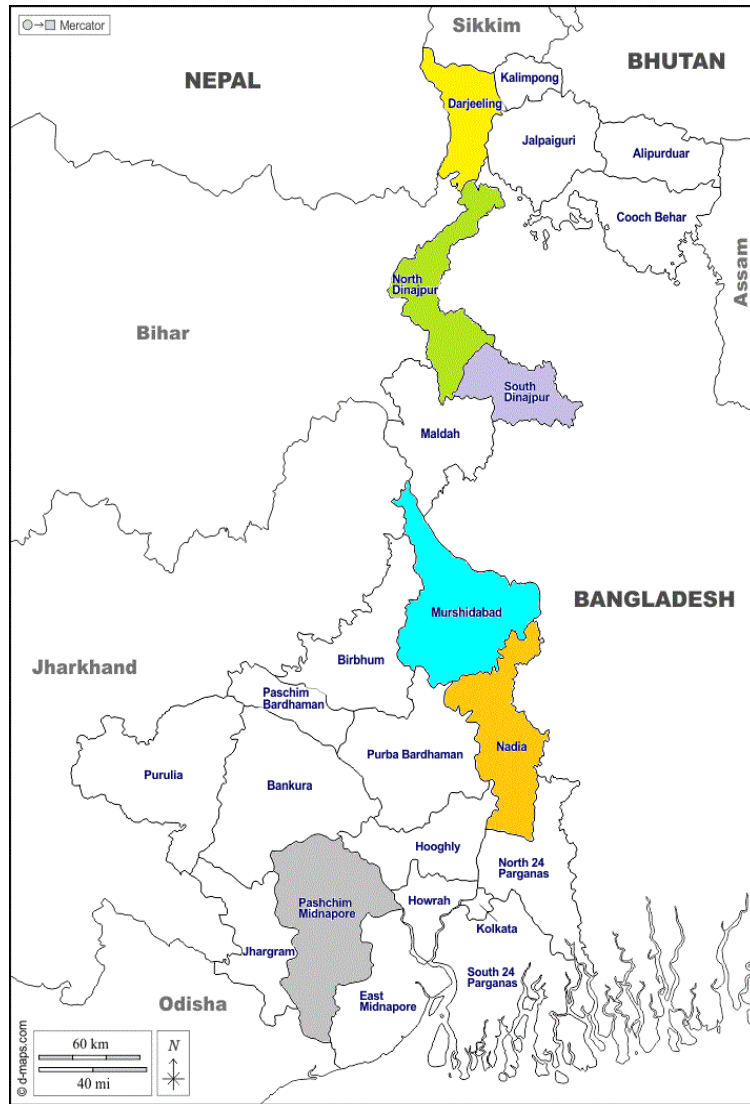 Mercator
Sikkim
NEPAL
BHUTAN
Kalimpong
Darjeeling
Jalpaiguri
Alipurduar
Cooch Behar
Assam
North
Dinajpur
Bihar
South
Dinajpur
Maldah
BANGLADESH
Murshidabad
Jharkhand
Birbhum
Paschim
Bardhaman
Purba Bardhaman
Nadia
Purulia
Bankura
Hooghly
North 24
Parganas
Pashchim
Midnapore
Howrah
Kolkata
Jhargram
South 24
Parganas
Odisha
East
Midnapore
60 km
40 mi
N
© d-maps.com